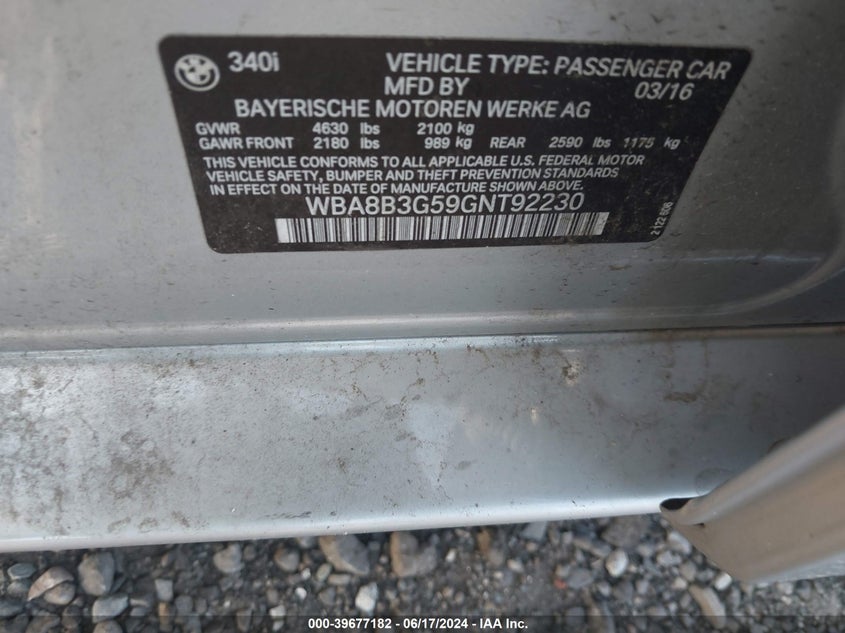 340i VEHICLE TYPE: PASSENGER CAR
MFD BY 03/16
BAYERISCHE MOTOREN WERKE AG
GVWR 4630 lbs 2100 kg
GAWR FRONT 2180 lbs 989 kg REAR 2590 lbs 1175 kg
THIS VEHICLE CONFORMS TO ALL APPLICABLE U.S. FEDERAL MOTOR
VEHICLE SAFETY, BUMPER AND THEFT PREVENTION STANDARDS
IN EFFECT ON THE DATE OF MANUFACTURE SHOWN ABOVE.
WBA8B3G59GNT92230
2122 606
000-39677182 - 06/17/2024 - IAA Inc.